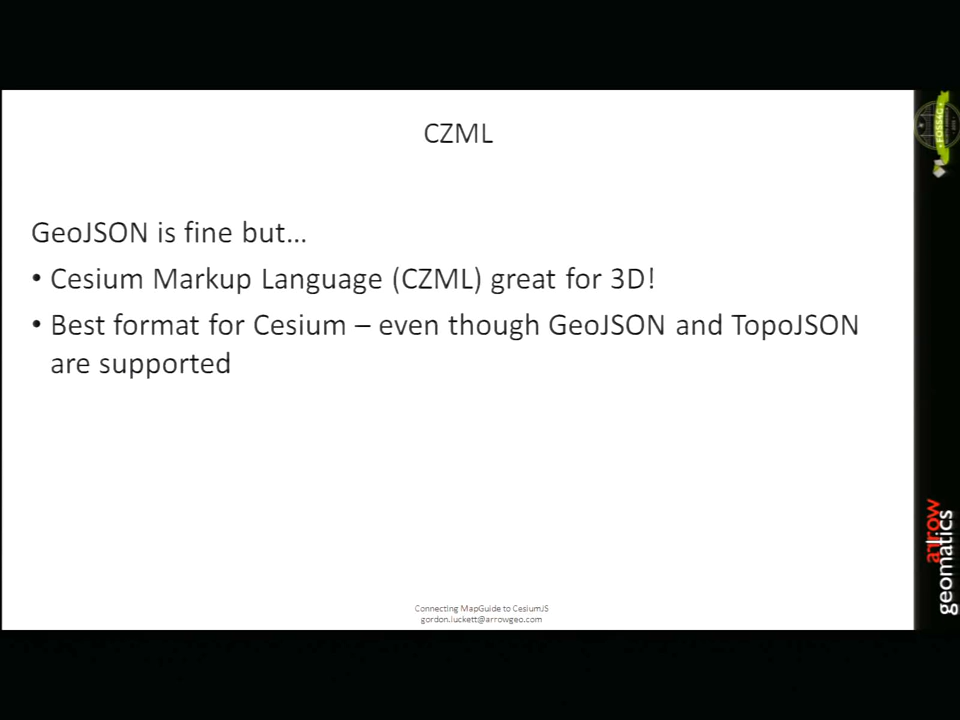 CZML
GeoJSON is fine but...
• Cesium Markup Language (CZML) great for 3D!
• Best format for Cesium – even though GeoJSON and TopoJSON
are supported
Connecting MapGuide to CesiumJS
gordon.luckett@arrowgeo.com
FOSS4G
arrow
geomatics